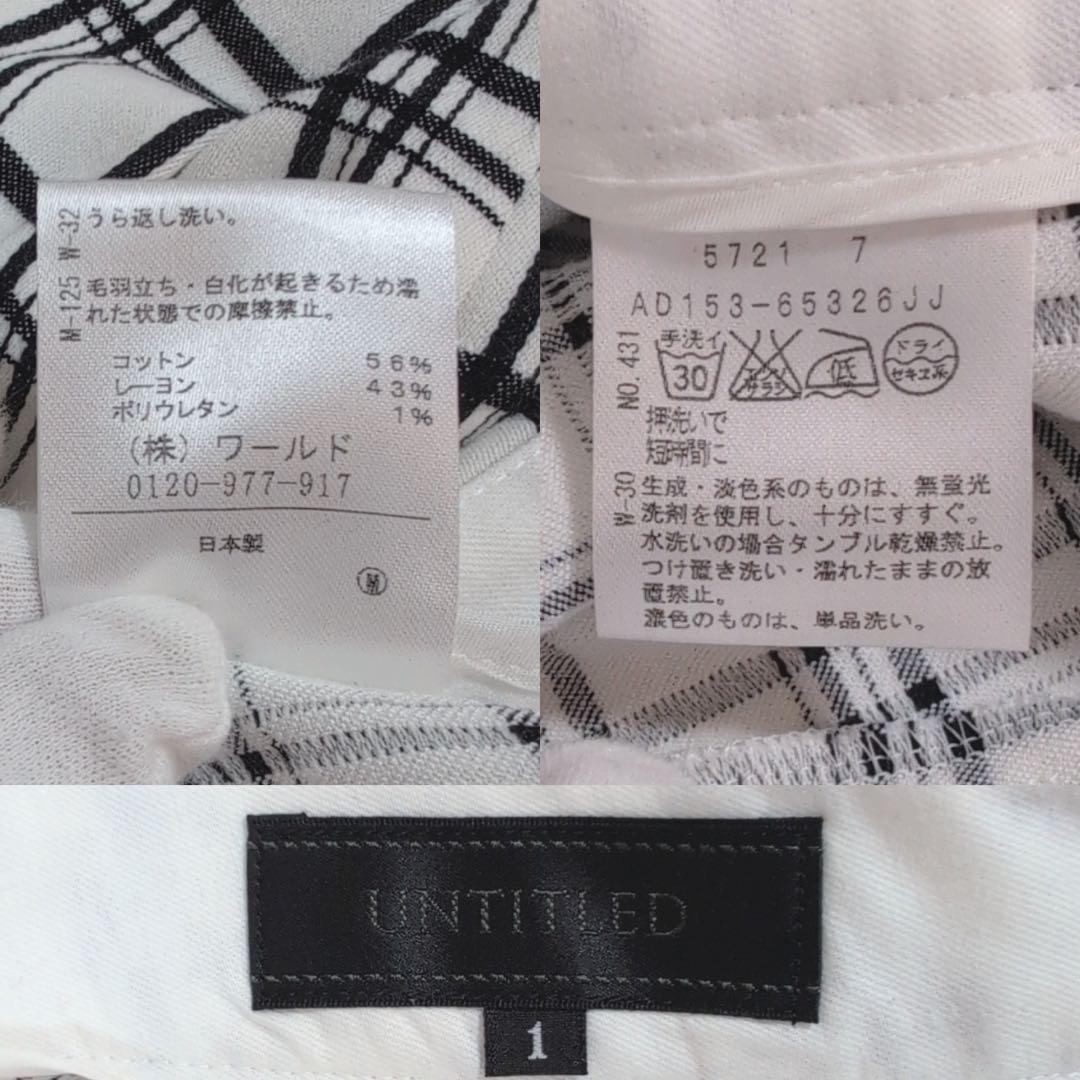 M-125 W-32
うら返し洗い。
毛羽立ち・白化が起きるため濡
れた状態での摩擦禁止。
コットン 56%
レーヨン 43%
ポリウレタン 1%
(株)ワールド
0120-977-917
日本製
5721 7
AD153-65326JJ
NO.431
手洗イ
30
エンソ
サラシ
低
ドライ
セキユ系
押洗いで
短時間に
W-30
生成・淡色系のものは、無蛍光
洗剤を使用し、十分にすすぐ。
水洗いの場合タンブル乾燥禁止。
つけ置き洗い・濡れたままの放
置禁止。
濃色のものは、単品洗い。
UNTITLED
1